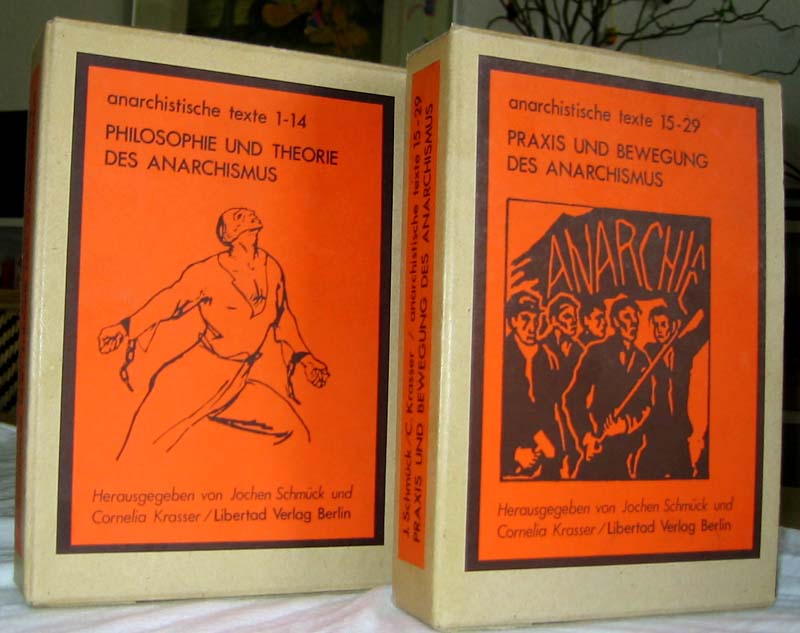 anarchistische texte 1-14
PHILOSOPHIE UND THEORIE
DES ANARCHISMUS
Herausgegeben von Jochen Schmück und
Cornelia Krasser/Libertad Verlag Berlin
J. Schmück/C. Krasser / anarchistische texte 15-29
PRAXIS UND BEWEGUNG DES ANARCHISMUS
anarchistische texte 15-29
PRAXIS UND BEWEGUNG
DES ANARCHISMUS
ANARCHIE
Herausgegeben von Jochen Schmück und
Cornelia Krasser/Libertad Verlag Berlin